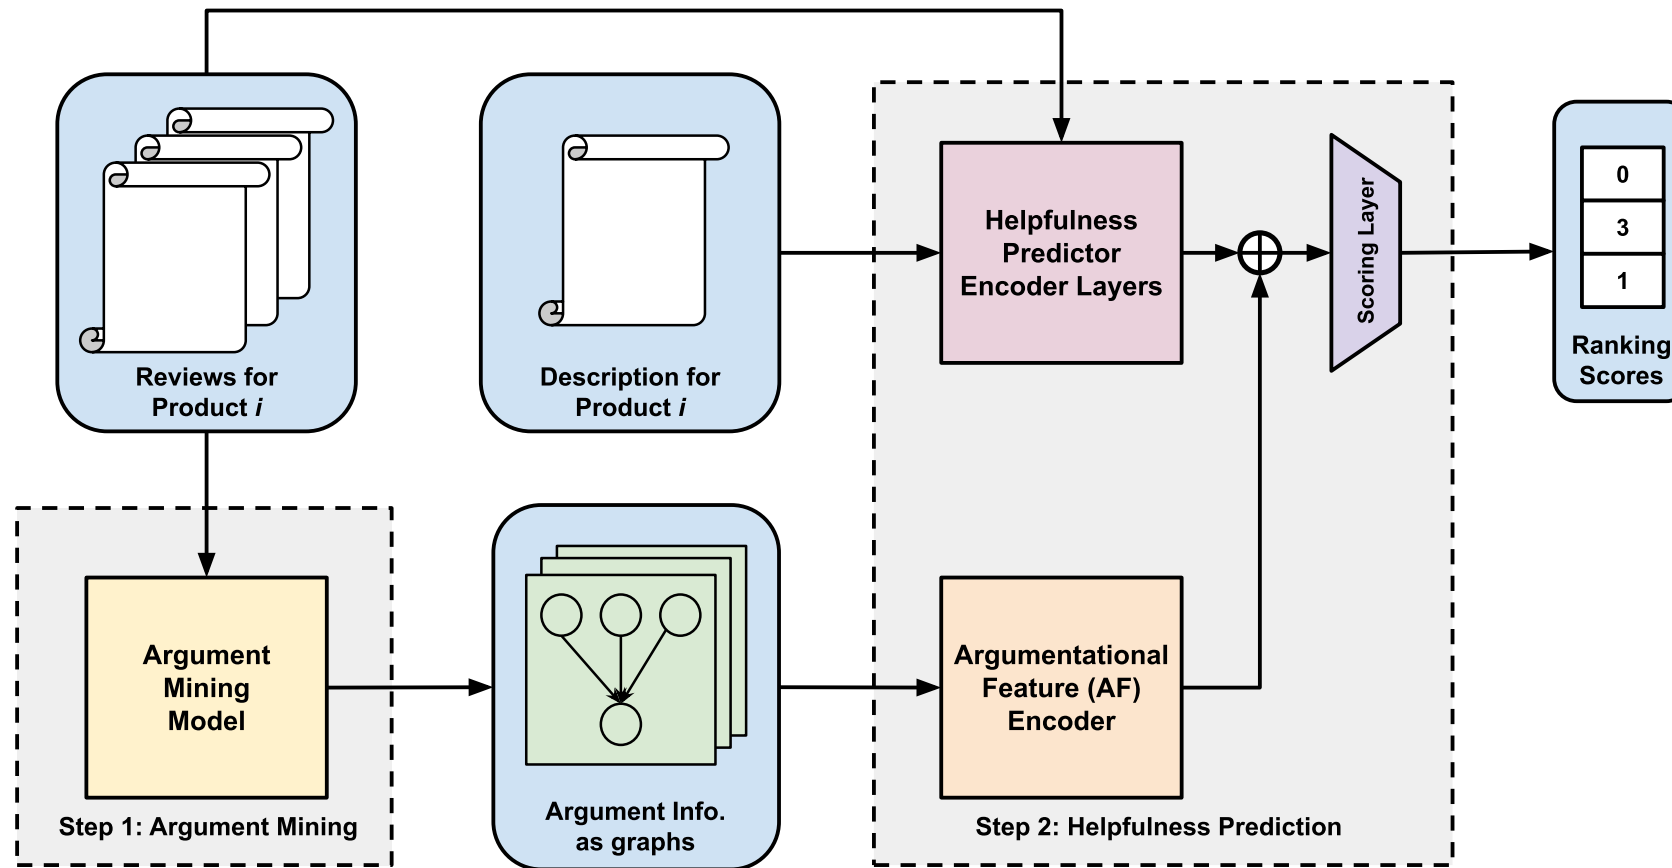 Reviews for
Product i
Description for
Product i
Helpfulness
Predictor
Encoder Layers
Scoring Layer
0
3
1
Ranking
Scores
Argument
Mining
Model
Step 1: Argument Mining
Argument Info.
as graphs
Argumentational
Feature (AF)
Encoder
Step 2: Helpfulness Prediction